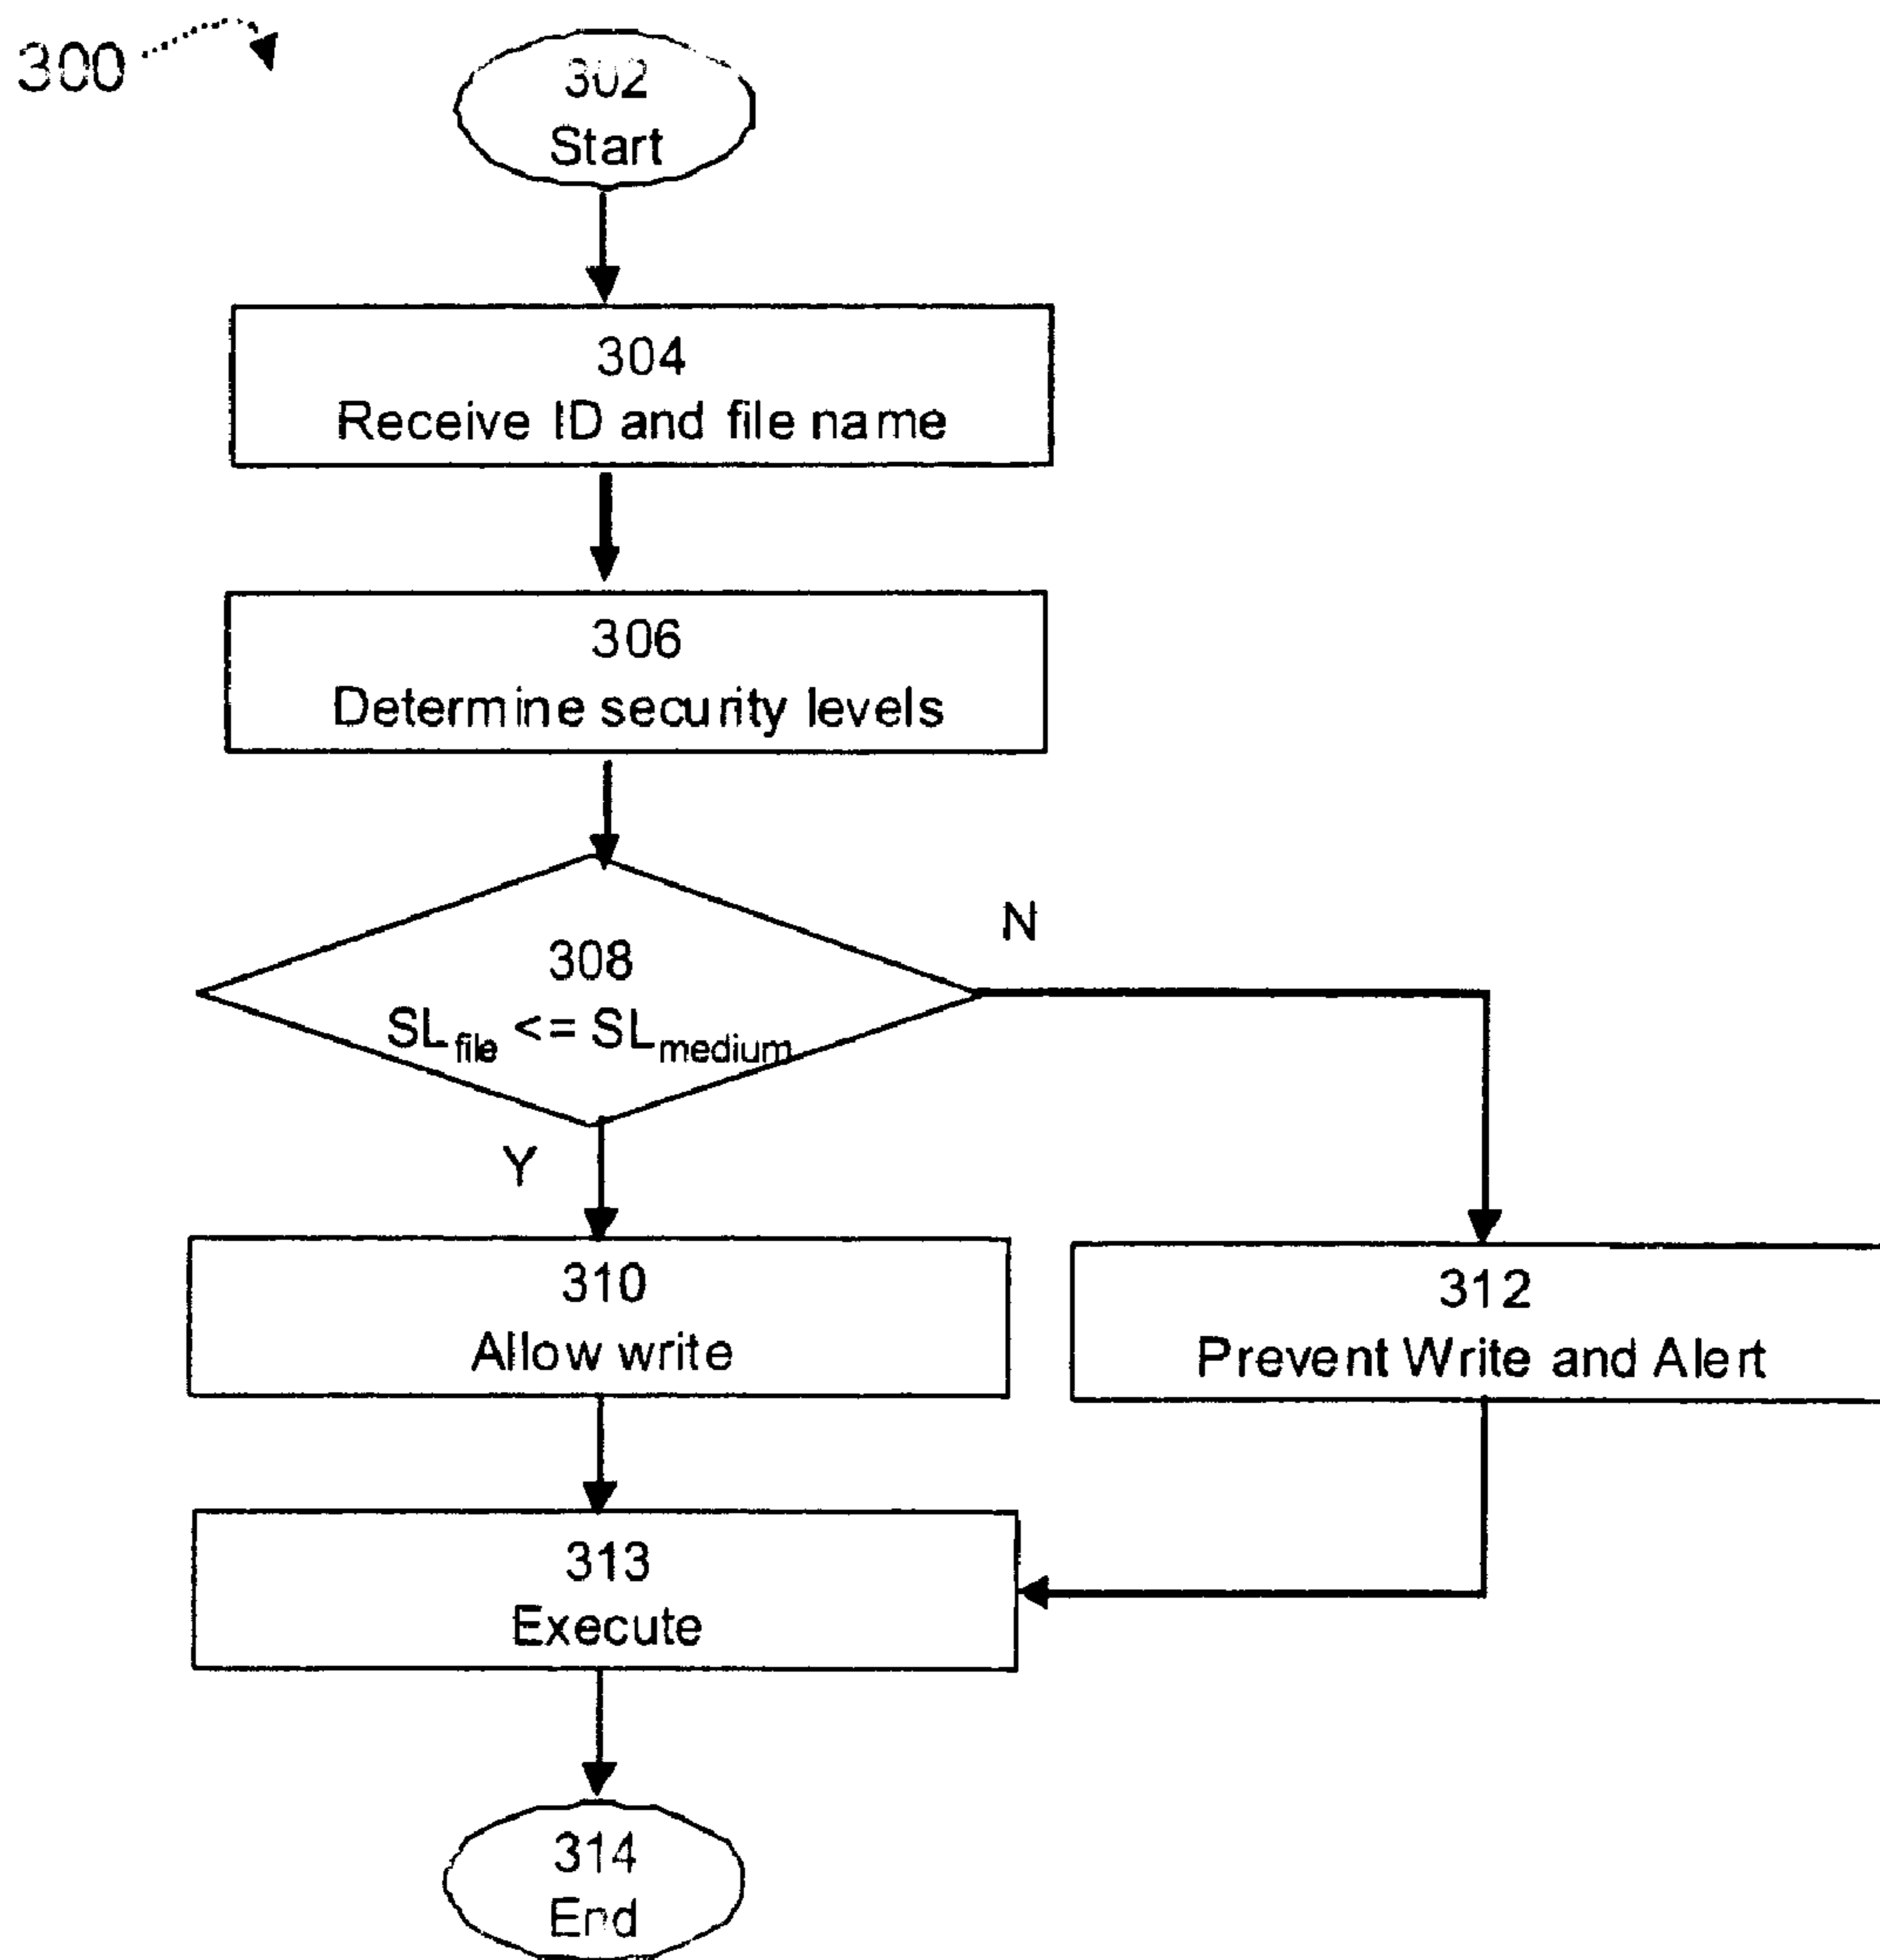 300
302
Start
304
Receive ID and file name
306
Determine security levels
308
SLfile <= SLmedium
N
Y
310
Allow write
312
Prevent Write and Alert
313
Execute
314
End